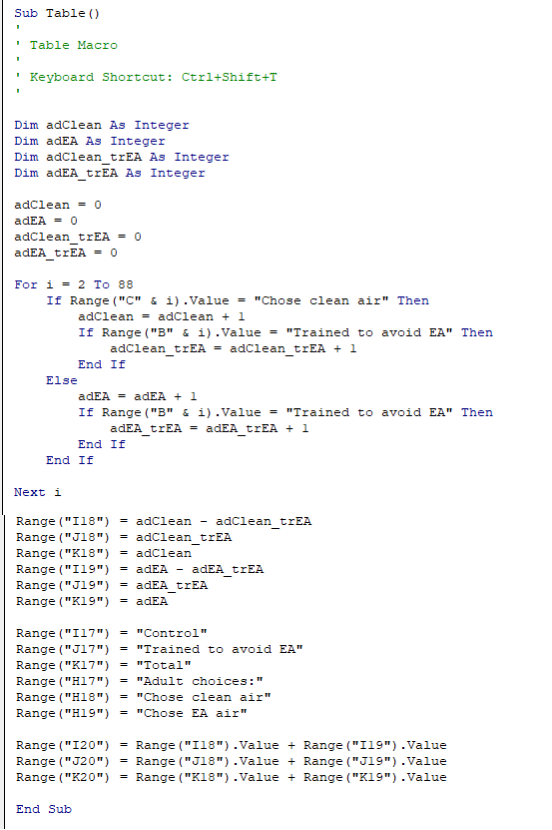 Sub Table()
'
' Table Macro
'
' Keyboard Shortcut: Ctrl+Shift+T
'
Dim adClean As Integer
Dim adEA As Integer
Dim adClean_trEA As Integer
Dim adEA_trEA As Integer
adClean = 0
adEA = 0
adClean_trEA = 0
adEA_trEA = 0
For i = 2 To 88
    If Range("C" & i).Value = "Chose clean air" Then
        adClean = adClean + 1
        If Range("B" & i).Value = "Trained to avoid EA" Then
            adClean_trEA = adClean_trEA + 1
        End If
    Else
        adEA = adEA + 1
        If Range("B" & i).Value = "Trained to avoid EA" Then
            adEA_trEA = adEA_trEA + 1
        End If
    End If
Next i
Range("I18") = adClean - adClean_trEA
Range("J18") = adClean_trEA
Range("K18") = adClean
Range("I19") = adEA - adEA_trEA
Range("J19") = adEA_trEA
Range("K19") = adEA
Range("I17") = "Control"
Range("J17") = "Trained to avoid EA"
Range("K17") = "Total"
Range("H17") = "Adult choices:"
Range("H18") = "Chose clean air"
Range("H19") = "Chose EA air"
Range("I20") = Range("I18").Value + Range("I19").Value
Range("J20") = Range("J18").Value + Range("J19").Value
Range("K20") = Range("K18").Value + Range("K19").Value
End Sub